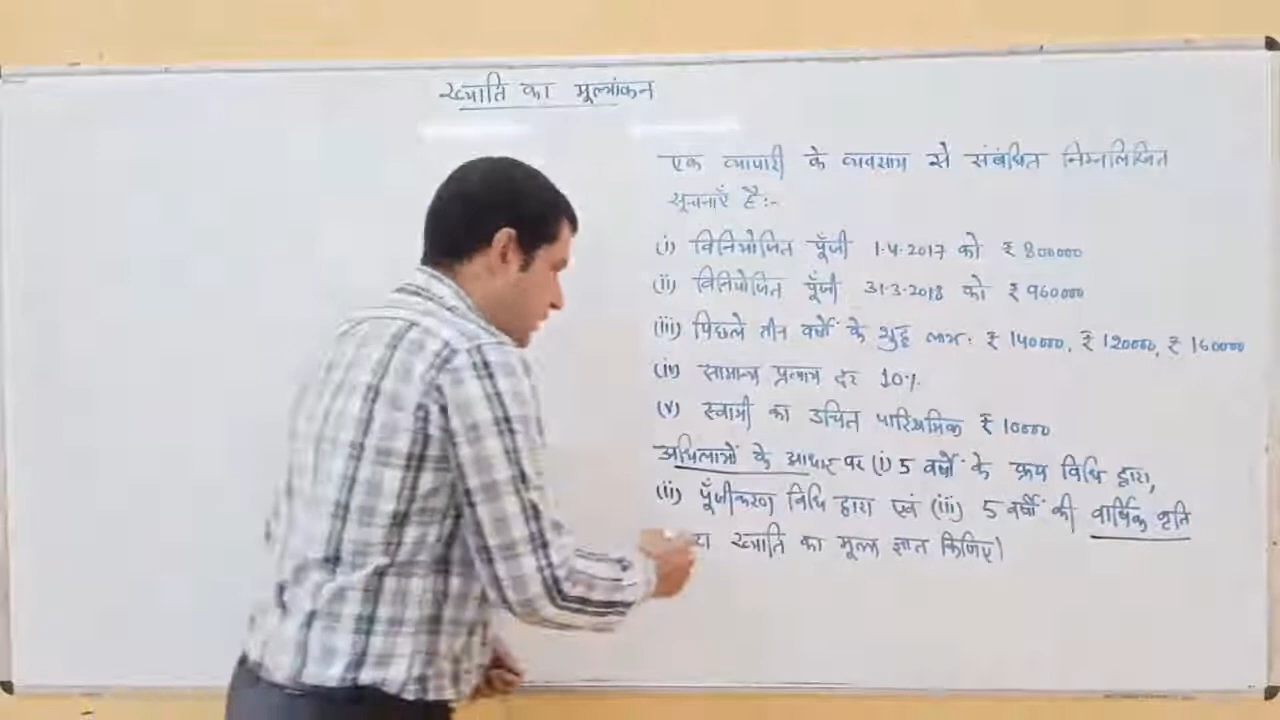 ख्याति का मूल्यांकन
एक व्यापारी के व्यवसाय से संबंधित निम्नलिखित
सूचनाएँ है:-
(i) विनियोजित पूँजी 1.4.2017 को ₹ 800000
(ii) विनियोजित पूँजी 31.3.2018 को ₹ 960000
(iii) पिछले तीन वर्षों के शुद्ध लाभ: ₹ 140000, ₹ 120000, ₹ 160000
(iv) सामान्य प्रत्याय दर 10%
(v) स्वामी का उचित पारिश्रमिक ₹ 10000
अधिलाभों के आधार पर (i) 5 वर्षों के क्रय विधि द्वारा,
(ii) पूँजीकरण विधि द्वारा एवं (iii) 5 वर्षों की वार्षिक वृति
ख्याति का मूल्य ज्ञात किजिए।